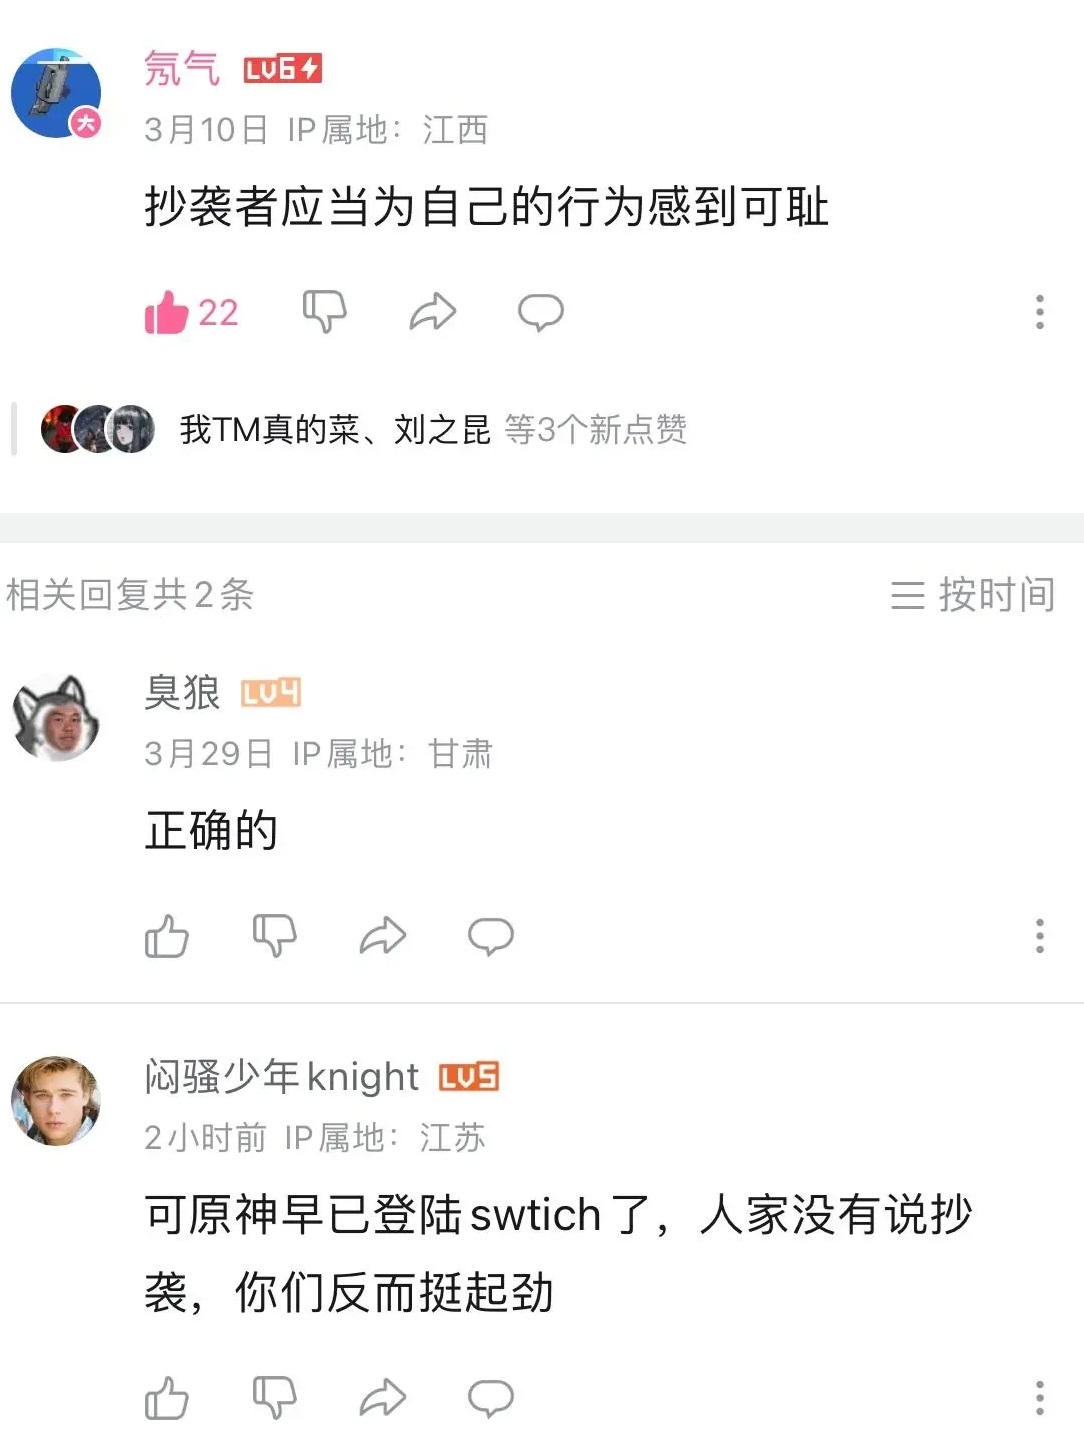 氖气 LV6
大
3月10日 IP属地：江西
抄袭者应当为自己的行为感到可耻
22
我TM真的菜、刘之昆 等3个新点赞
相关回复共2条
按时间
臭狼 LV4
3月29日 IP属地：甘肃
正确的
闷骚少年knight LV5
2小时前 IP属地：江苏
可原神早已登陆swtich了，人家没有说抄
袭，你们反而挺起劲